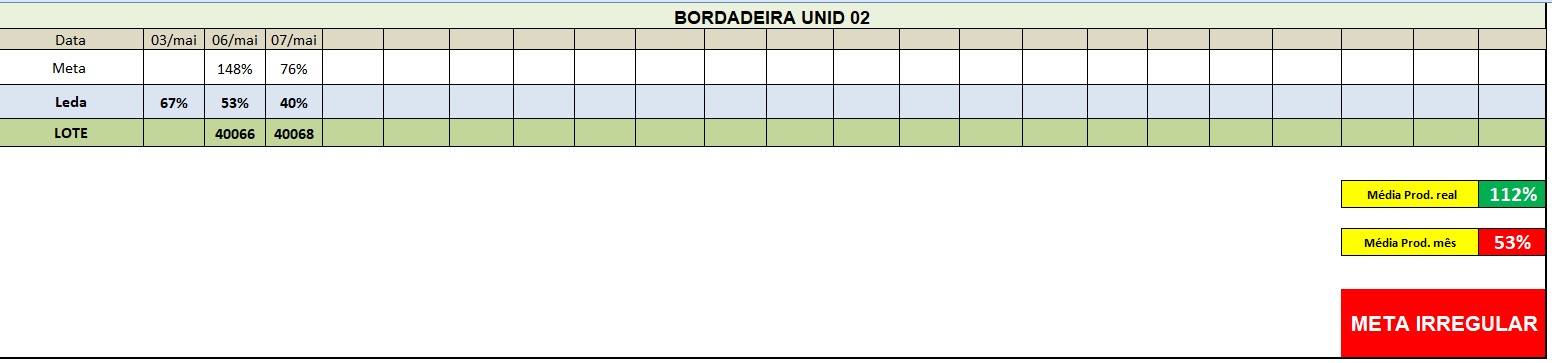 BORDADEIRA UNID 02
Data 03/mai 06/mai 07/mai
Meta 148% 76%
Leda 67% 53% 40%
LOTE 40066 40068
Média Prod. real 112%
Média Prod. mês 53%
META IRREGULAR